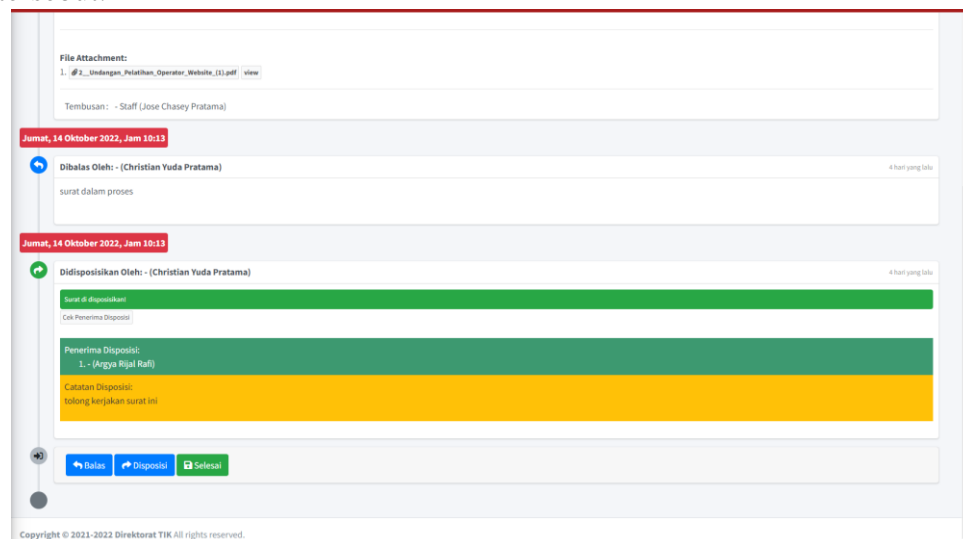 File Attachment:
1. 2__Undangan_Pelatihan_Operator_Website_(1).pdf view
Tembusan: - Staff (Jose Chasey Pratama)
Jumat, 14 Oktober 2022, Jam 10:13
Dibalas Oleh: - (Christian Yuda Pratama) 4 hari yang lalu
surat dalam proses
Jumat, 14 Oktober 2022, Jam 10:13
Didisposisikan Oleh: - (Christian Yuda Pratama) 4 hari yang lalu
Surat di disposisikan!
Cek Penerima Disposisi
Penerima Disposisi:
1. - (Argya Rijal Rafi)
Catatan Disposisi:
tolong kerjakan surat ini
Balas Disposisi Selesai
Copyright © 2021-2022 Direktorat TIK All rights reserved.